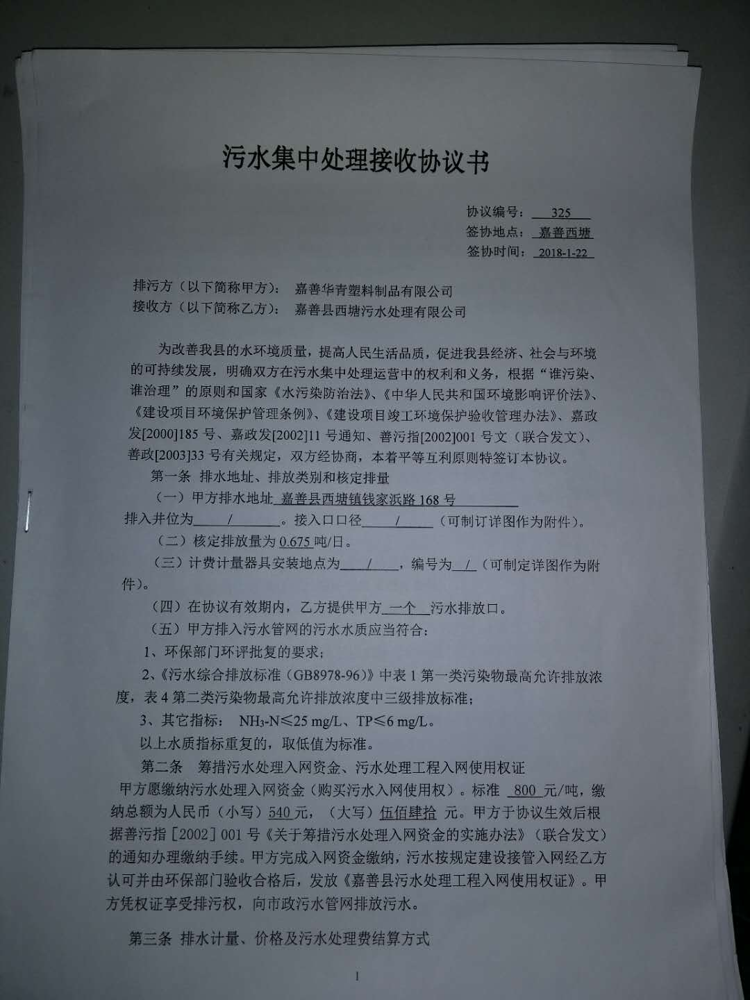 污水集中处理接收协议书
协议编号： 325
签协地点： 嘉善西塘
签协时间： 2018-1-22
排污方（以下简称甲方）： 嘉善华青塑料制品有限公司
接收方（以下简称乙方）： 嘉善县西塘污水处理有限公司
为改善我县的水环境质量，提高人民生活品质，促进我县经济、社会与环境
的可持续发展，明确双方在污水集中处理运营中的权利和义务，根据“谁污染、
谁治理”的原则和国家《水污染防治法》、《中华人民共和国环境影响评价法》、
《建设项目环境保护管理条例》、《建设项目竣工环境保护验收管理办法》、嘉政
发[2000]185 号、嘉政发[2002]11 号通知、善污指[2002]001 号文（联合发文）、
善政[2003]33 号有关规定，双方经协商，本着平等互利原则特签订本协议。
第一条 排水地址、排放类别和核定排量
（一）甲方排水地址 嘉善县西塘镇钱家浜路 168 号
排入井位为 / 。接入口口径 / （可制订详图作为附件）。
（二）核定排放量为 0.675 吨/日。
（三）计费计量器具安装地点为 / ，编号为 / （可制定详图作为附
件）。
（四）在协议有效期内，乙方提供甲方 一个 污水排放口。
（五）甲方排入污水管网的污水水质应当符合：
1、环保部门环评批复的要求；
2、《污水综合排放标准（GB8978-96）》中表 1 第一类污染物最高允许排放浓
度，表 4 第二类污染物最高允许排放浓度中三级排放标准；
3、其它指标： NH3-N≤25 mg/L、TP≤6 mg/L。
以上水质指标重复的，取低值为标准。
第二条 筹措污水处理入网资金、污水处理工程入网使用权证
甲方愿缴纳污水处理入网资金（购买污水入网使用权）。标准 800 元/吨，缴
纳总额为人民币（小写）540 元，（大写）伍佰肆拾 元。甲方于协议生效后根
据善污指［2002］001 号《关于筹措污水处理入网资金的实施办法》（联合发文）
的通知办理缴纳手续。甲方完成入网资金缴纳，污水按规定建设接管入网经乙方
认可并由环保部门验收合格后，发放《嘉善县污水处理工程入网使用权证》。甲
方凭权证享受排污权，向市政污水管网排放污水。
第三条 排水计量、价格及污水处理费结算方式
1